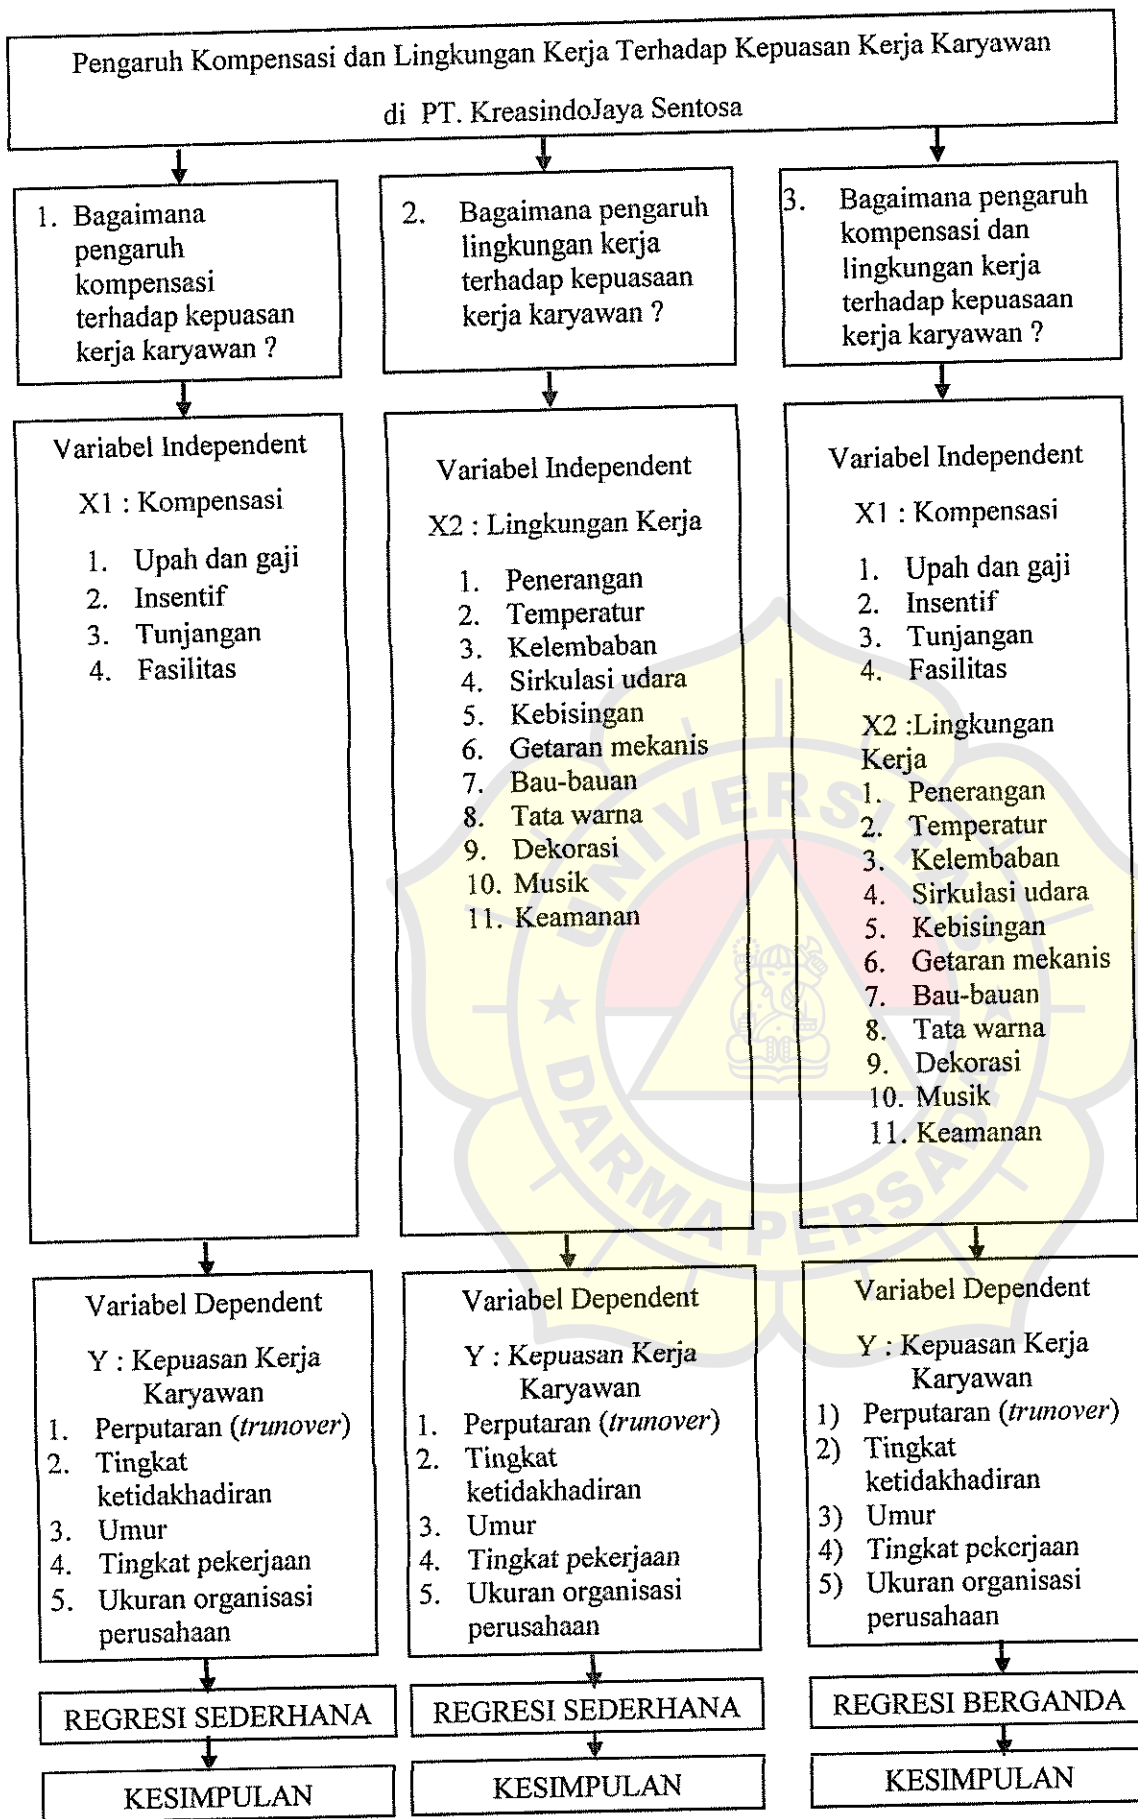 Pengaruh Kompensasi dan Lingkungan Kerja Terhadap Kepuasan Kerja Karyawan
di PT. KreasindoJaya Sentosa
1. Bagaimana
pengaruh
kompensasi
terhadap kepuasan
kerja karyawan ?
2. Bagaimana pengaruh
lingkungan kerja
terhadap kepuasaan
kerja karyawan ?
3. Bagaimana pengaruh
kompensasi dan
lingkungan kerja
terhadap kepuasaan
kerja karyawan ?
Variabel Independent
X1 : Kompensasi
1. Upah dan gaji
2. Insentif
3. Tunjangan
4. Fasilitas
Variabel Independent
X2 : Lingkungan Kerja
1. Penerangan
2. Temperatur
3. Kelembaban
4. Sirkulasi udara
5. Kebisingan
6. Getaran mekanis
7. Bau-bauan
8. Tata warna
9. Dekorasi
10. Musik
11. Keamanan
Variabel Independent
X1 : Kompensasi
1. Upah dan gaji
2. Insentif
3. Tunjangan
4. Fasilitas
X2 :Lingkungan
Kerja
1. Penerangan
2. Temperatur
3. Kelembaban
4. Sirkulasi udara
5. Kebisingan
6. Getaran mekanis
7. Bau-bauan
8. Tata warna
9. Dekorasi
10. Musik
11. Keamanan
Variabel Dependent
Y : Kepuasan Kerja
Karyawan
1. Perputaran (trunover)
2. Tingkat
ketidakhadiran
3. Umur
4. Tingkat pekerjaan
5. Ukuran organisasi
perusahaan
Variabel Dependent
Y : Kepuasan Kerja
Karyawan
1. Perputaran (trunover)
2. Tingkat
ketidakhadiran
3. Umur
4. Tingkat pekerjaan
5. Ukuran organisasi
perusahaan
Variabel Dependent
Y : Kepuasan Kerja
Karyawan
1) Perputaran (trunover)
2) Tingkat
ketidakhadiran
3) Umur
4) Tingkat pekerjaan
5) Ukuran organisasi
perusahaan
REGRESI SEDERHANA
REGRESI SEDERHANA
REGRESI BERGANDA
KESIMPULAN
KESIMPULAN
KESIMPULAN
UNIVERSITAS
DARMA PERSADA